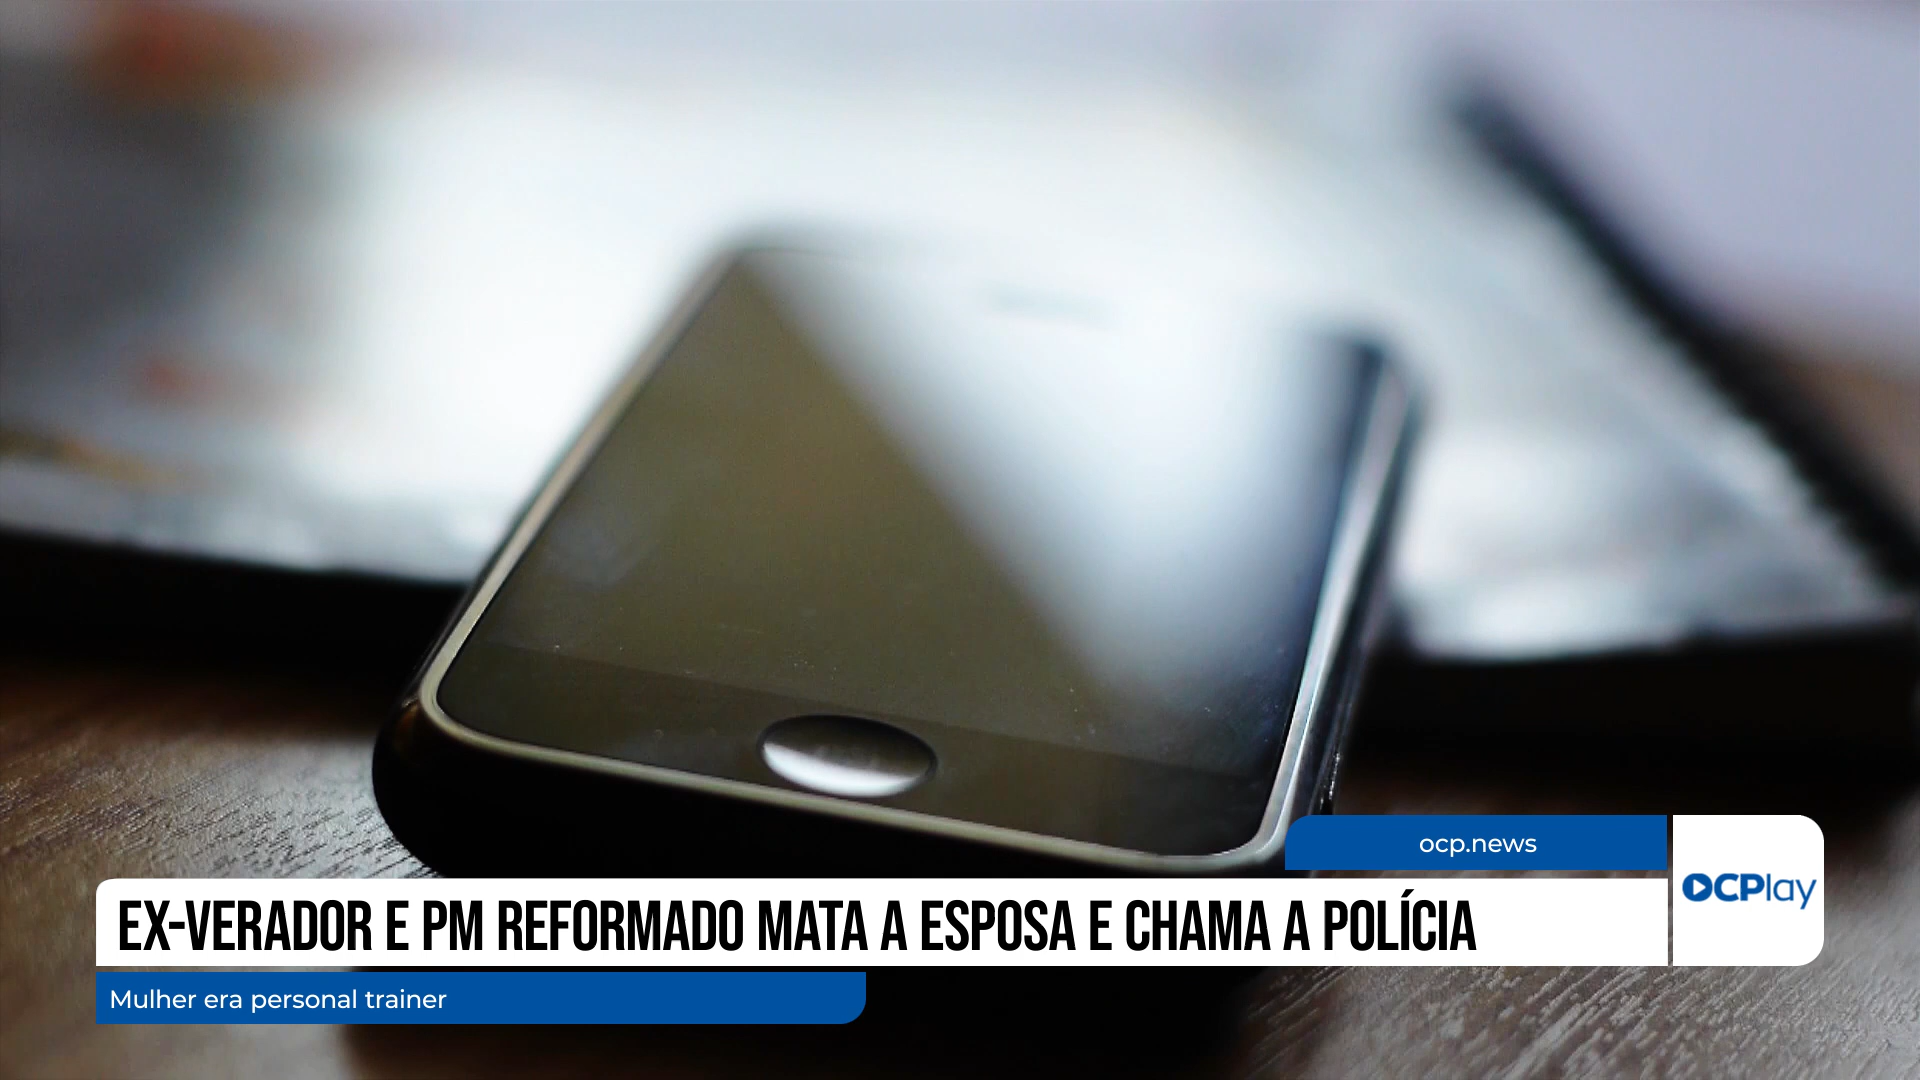 ocp.news
OCPlay
EX-VERADOR E PM REFORMADO MATA A ESPOSA E CHAMA A POLÍCIA
Mulher era personal trainer